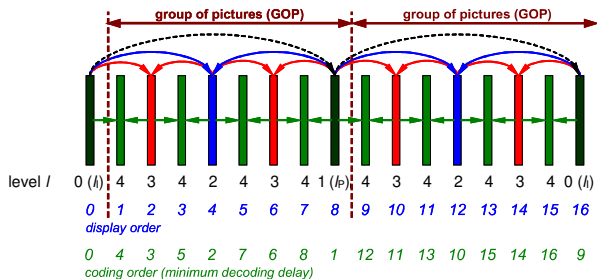 group of pictures (GOP) group of pictures (GOP)
level l 0 (I₁) 4 3 4 2 4 3 4 1 (Iₚ) 4 3 4 2 4 3 4 0 (I₁)
0 1 2 3 4 5 6 7 8 9 10 11 12 13 14 15 16
display order
0 4 3 5 2 7 6 8 1 12 11 13 10 15 14 16 9
coding order (minimum decoding delay)